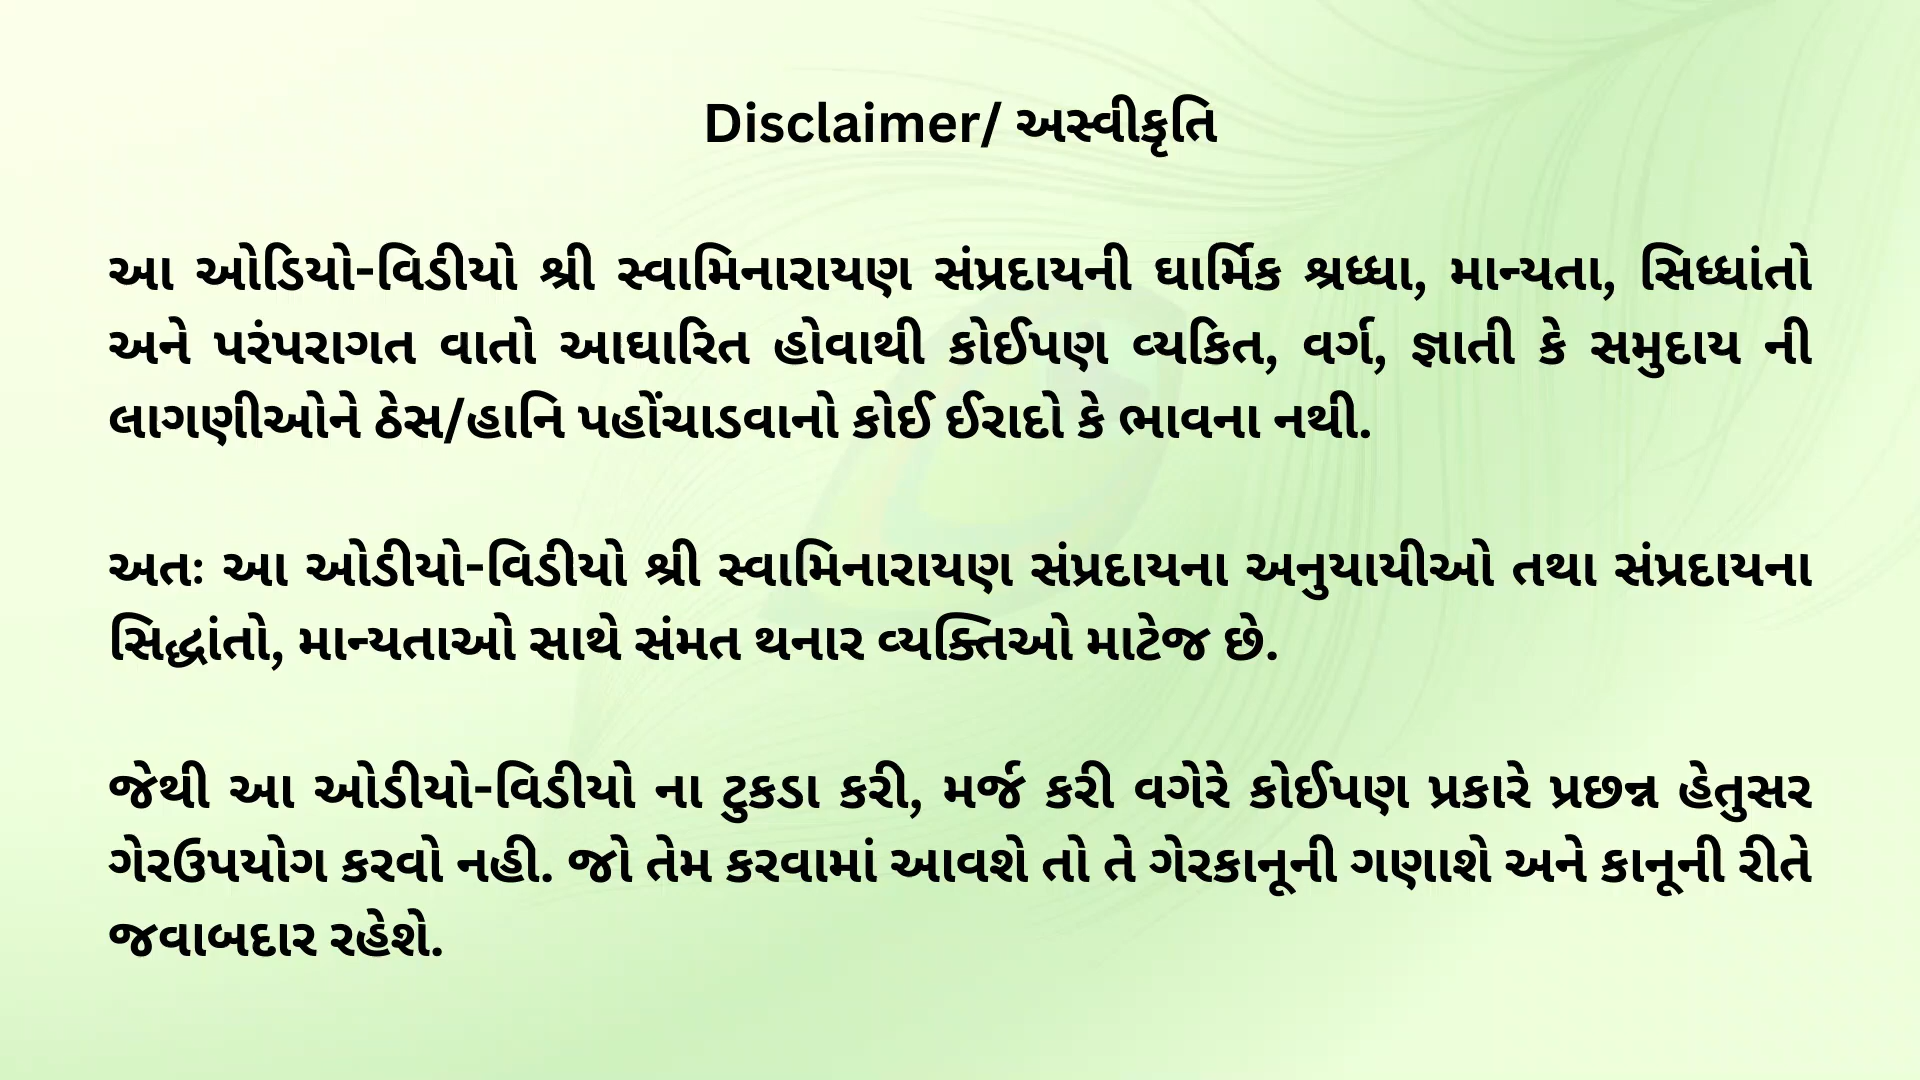 Disclaimer/ અસ્વીકૃતિ
આ ઓડિયો-વિડીયો શ્રી સ્વામિનારાયણ સંપ્રદાયની ઘાર્મિક શ્રધ્ધા, માન્યતા, સિધ્ધાંતો
અને પરંપરાગત વાતો આઘારિત હોવાથી કોઈપણ વ્યકિત, વર્ગ, જ્ઞાતી કે સમુદાય ની
લાગણીઓને ઠેસ/હાનિ પહોંચાડવાનો કોઈ ઈરાદો કે ભાવના નથી.
અતઃ આ ઓડીયો-વિડીયો શ્રી સ્વામિનારાયણ સંપ્રદાયના અનુયાયીઓ તથા સંપ્રદાયના
સિદ્ધાંતો, માન્યતાઓ સાથે સંમત થનાર વ્યક્તિઓ માટેજ છે.
જેથી આ ઓડીયો-વિડીયો ના ટુકડા કરી, મર્જ કરી વગેરે કોઈપણ પ્રકારે પ્રછન્ન હેતુસર
ગેરઉપયોગ કરવો નહી. જો તેમ કરવામાં આવશે તો તે ગેરકાનૂની ગણાશે અને કાનૂની રીતે
જવાબદાર રહેશે.